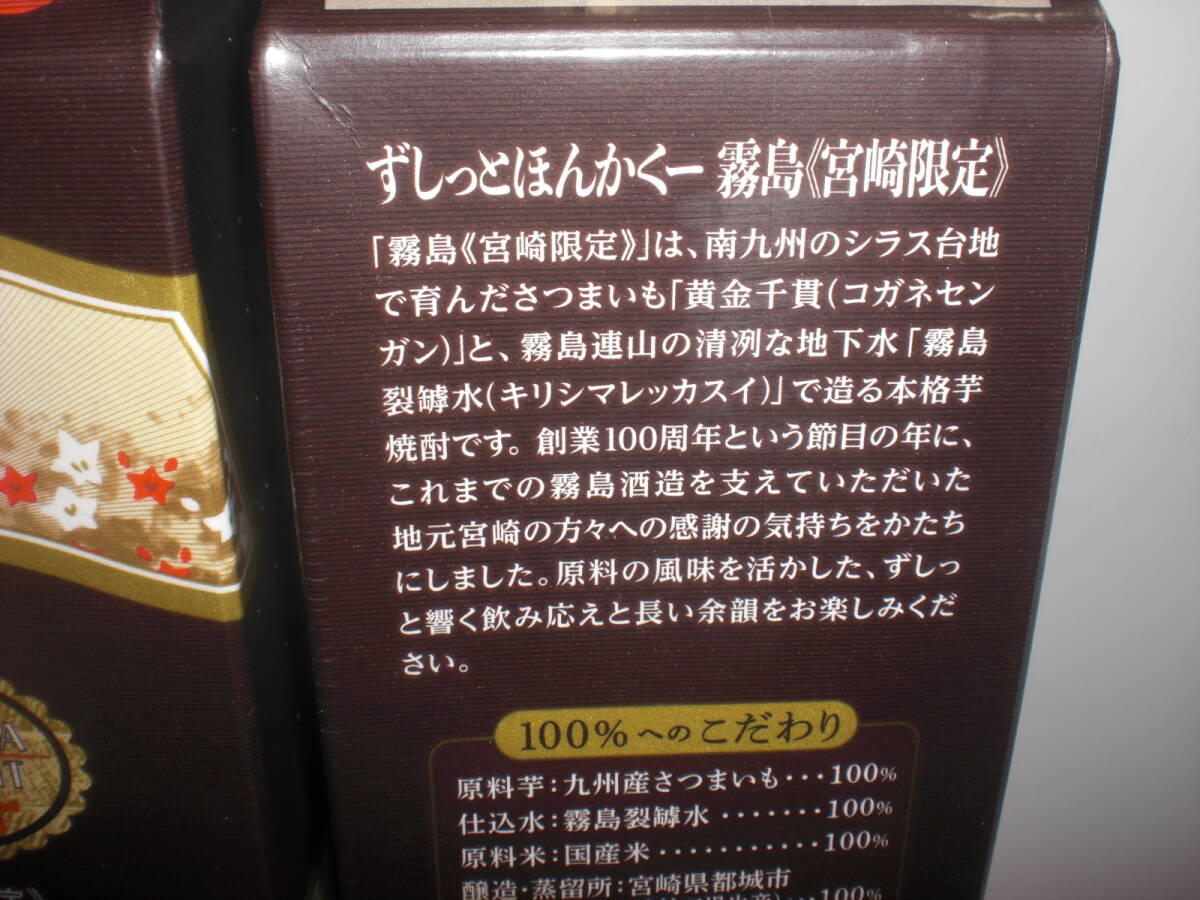 ずしっとほんかくー 霧島《宮崎限定》
「霧島《宮崎限定》」は、南九州のシラス台地
で育んださつまいも「黄金千貫(コガネセン
ガン)」と、霧島連山の清冽な地下水「霧島
裂罅水(キリシマレッカスイ)」で造る本格芋
焼酎です。創業100周年という節目の年に、
これまでの霧島酒造を支えていただいた
地元宮崎の方々への感謝の気持ちをかたち
にしました。原料の風味を活かした、ずしっ
と響く飲み応えと長い余韻をお楽しみくだ
さい。
100%へのこだわり
原料芋：九州産さつまいも・・・100%
仕込水：霧島裂罅水・・・・・・・100%
原料米：国産米・・・・・・・・・・・100%
醸造・蒸留所：宮崎県都城市
100%